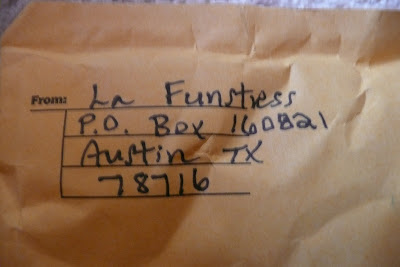 From: La Funstress
P.O. Box 160821
Austin TX
78716